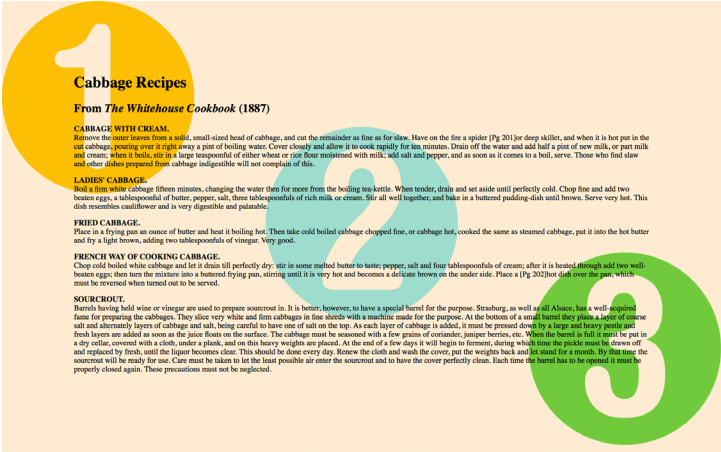 1
2
3
Cabbage Recipes
From The Whitehouse Cookbook (1887)
CABBAGE WITH CREAM.
Remove the outer leaves from a solid, small-sized head of cabbage, and cut the remainder as fine as for slaw. Have on the fire a spider [Pg 201]or deep skillet, and when it is hot put in the
cut cabbage, pouring over it right away a pint of boiling water. Cover closely and allow it to cook rapidly for ten minutes. Drain off the water and add half a pint of new milk, or part milk
and cream; when it boils, stir in a large teaspoonful of either wheat or rice flour moistened with milk; add salt and pepper, and as soon as it comes to a boil, serve. Those who find slaw
and other dishes prepared from cabbage indigestible will not complain of this.
LADIES' CABBAGE.
Boil a firm white cabbage fifteen minutes, changing the water then for more from the boiling tea-kettle. When tender, drain and set aside until perfectly cold. Chop fine and add two
beaten eggs, a tablespoonful of butter, pepper, salt, three tablespoonfuls of rich milk or cream. Stir all well together, and bake in a buttered pudding-dish until brown. Serve very hot. This
dish resembles cauliflower and is very digestible and palatable.
FRIED CABBAGE.
Place in a frying pan an ounce of butter and heat it boiling hot. Then take cold boiled cabbage chopped fine, or cabbage hot, cooked the same as steamed cabbage, put it into the hot butter
and fry a light brown, adding two tablespoonfuls of vinegar. Very good.
FRENCH WAY OF COOKING CABBAGE.
Chop cold boiled white cabbage and let it drain till perfectly dry: stir in some melted butter to taste; pepper, salt and four tablespoonfuls of cream; after it is heated through add two well-
beaten eggs; then turn the mixture into a buttered frying pan, stirring until it is very hot and becomes a delicate brown on the under side. Place a [Pg 202]hot dish over the pan, which
must be reversed when turned out to be served.
SOURCROUT.
Barrels having held wine or vinegar are used to prepare sourcrout in. It is better, however, to have a special barrel for the purpose. Strasburg, as well as all Alsace, has a well-acquired
fame for preparing the cabbages. They slice very white and firm cabbages in fine shreds with a machine made for the purpose. At the bottom of a small barrel they place a layer of coarse
salt and alternately layers of cabbage and salt, being careful to have one of salt on the top. As each layer of cabbage is added, it must be pressed down by a large and heavy pestle and
fresh layers are added as soon as the juice floats on the surface. The cabbage must be seasoned with a few grains of coriander, juniper berries, etc. When the barrel is full it must be put in
a dry cellar, covered with a cloth, under a plank, and on this heavy weights are placed. At the end of a few days it will begin to ferment, during which time the pickle must be drawn off
and replaced by fresh, until the liquor becomes clear. This should be done every day. Renew the cloth and wash the cover, put the weights back and let stand for a month. By that time the
sourcrout will be ready for use. Care must be taken to let the least possible air enter the sourcrout and to have the cover perfectly clean. Each time the barrel has to be opened it must be
properly closed again. These precautions must not be neglected.